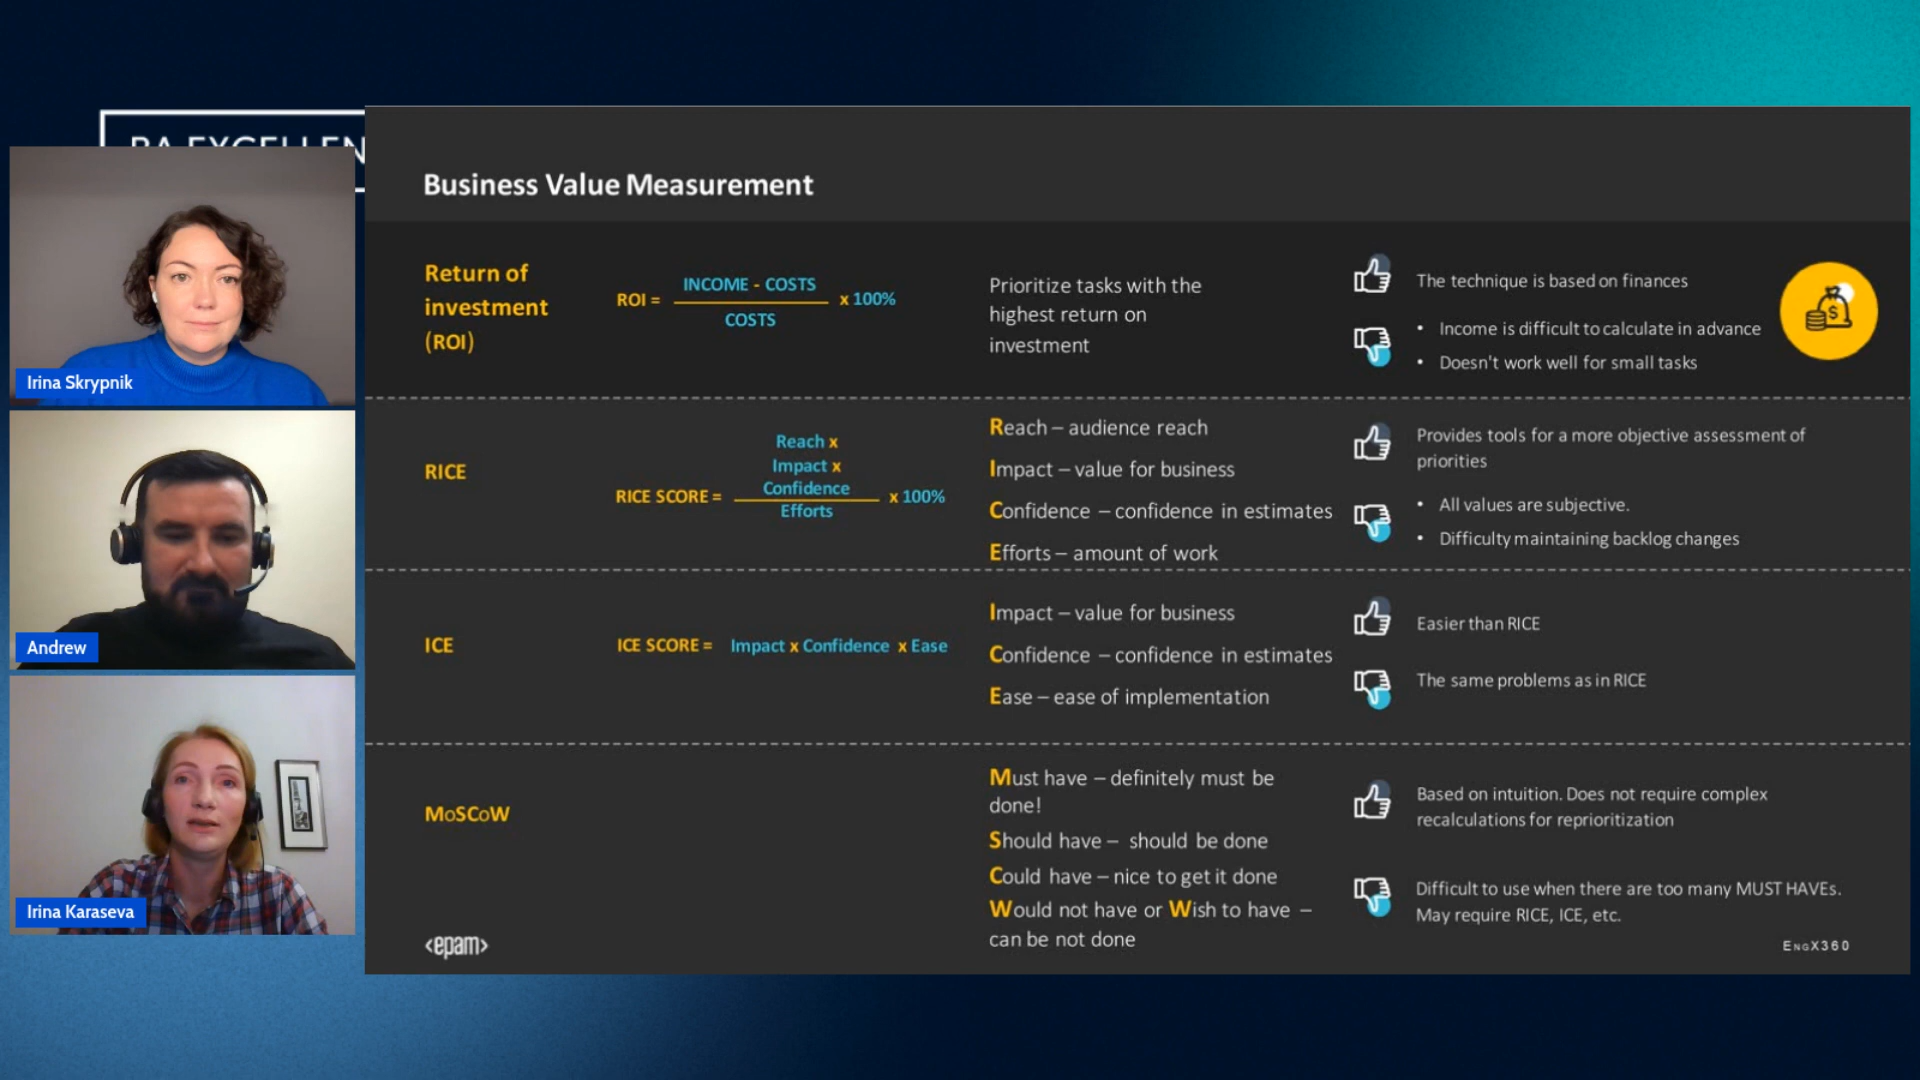 BA EXCELLEN
Business Value Measurement
Return of
investment
(ROI)
ROI =
INCOME - COSTS
COSTS
x 100%
Prioritize tasks with the
highest return on
investment
The technique is based on finances
• Income is difficult to calculate in advance
• Doesn't work well for small tasks
RICE
RICE SCORE =
Reach x
Impact x
Confidence
Efforts
x 100%
Reach – audience reach
Impact – value for business
Confidence – confidence in estimates
Efforts – amount of work
Provides tools for a more objective assessment of
priorities
• All values are subjective.
• Difficulty maintaining backlog changes
ICE
ICE SCORE = Impact x Confidence x Ease
Impact – value for business
Confidence – confidence in estimates
Ease – ease of implementation
Easier than RICE
The same problems as in RICE
MoSCoW
Must have – definitely must be
done!
Should have – should be done
Could have – nice to get it done
Would not have or Wish to have –
can be not done
Based on intuition. Does not require complex
recalculations for reprioritization
Difficult to use when there are too many MUST HAVEs.
May require RICE, ICE, etc.
<epam>
ENGX360
Irina Skrypnik
Andrew
Irina Karaseva